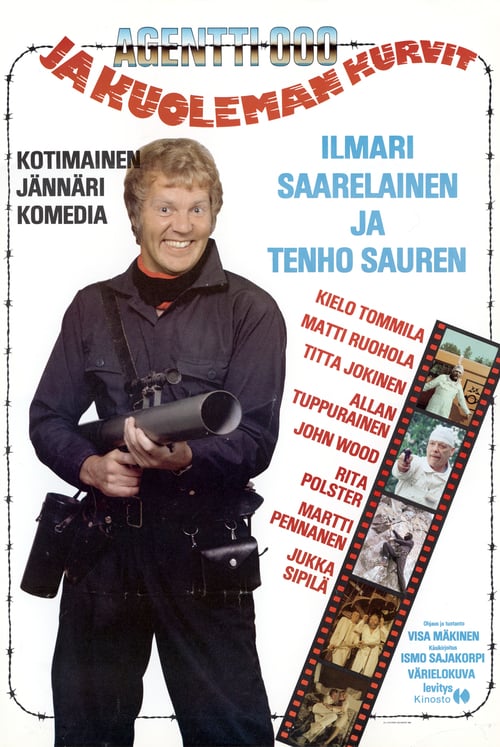 AGENTTI 000
JA KUOLEMAN KURVIT
KOTIMAINEN
JÄNNÄRI
KOMEDIA
ILMARI
SAARELAINEN
JA
TENHO SAUREN
KIELO TOMMILA
MATTI RUOHOLA
TITTA JOKINEN
ALLAN
TUPPURAINEN
JOHN WOOD
RITA
POLSTER
MARTTI
PENNANEN
JUKKA
SIPILÄ
Ohjaus ja tuotanto
VISA MÄKINEN
Käsikirjoitus
ISMO SAJAKORPI
VÄRIELOKUVA
levitys
Kinosto